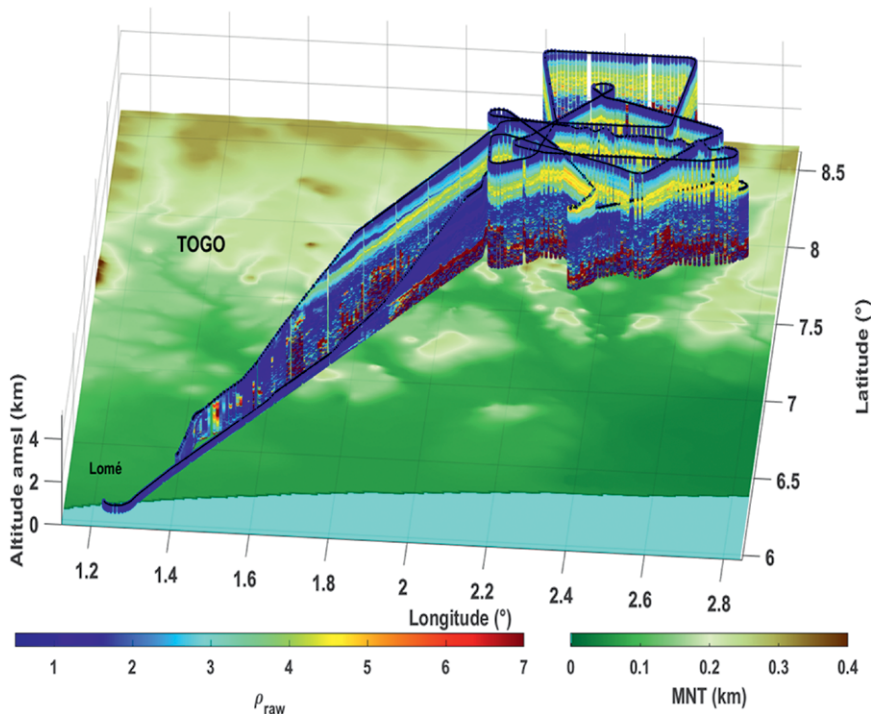 8.5
TOGO
8
7.5
Latitude (°)
7
Altitude amsl (km)
4
Lomé
6.5
2
0
6
1.2
1.4
1.6
1.8
2
2.2
2.4
2.6
2.8
Longitude (°)
1 2 3 4 5 6 7
0 0.1 0.2 0.3 0.4
ρraw
MNT (km)